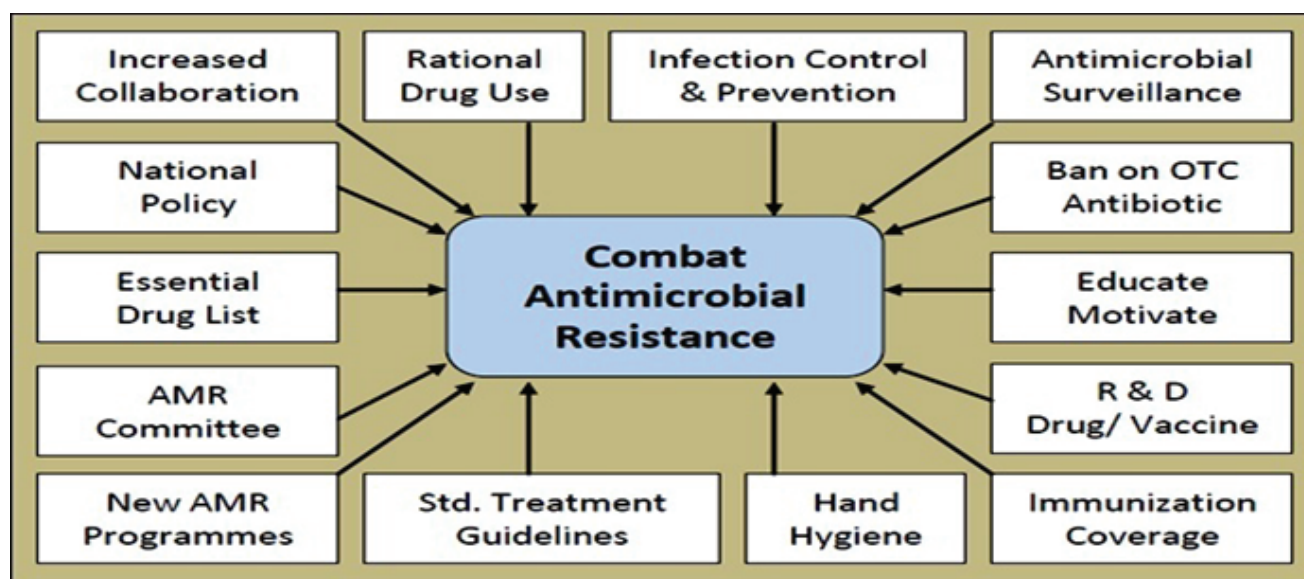 Increased
Collaboration
Rational
Drug Use
Infection Control
& Prevention
Antimicrobial
Surveillance
National
Policy
Ban on OTC
Antibiotic
Combat
Antimicrobial
Resistance
Essential
Drug List
Educate
Motivate
AMR
Committee
R & D
Drug/ Vaccine
New AMR
Programmes
Std. Treatment
Guidelines
Hand
Hygiene
Immunization
Coverage